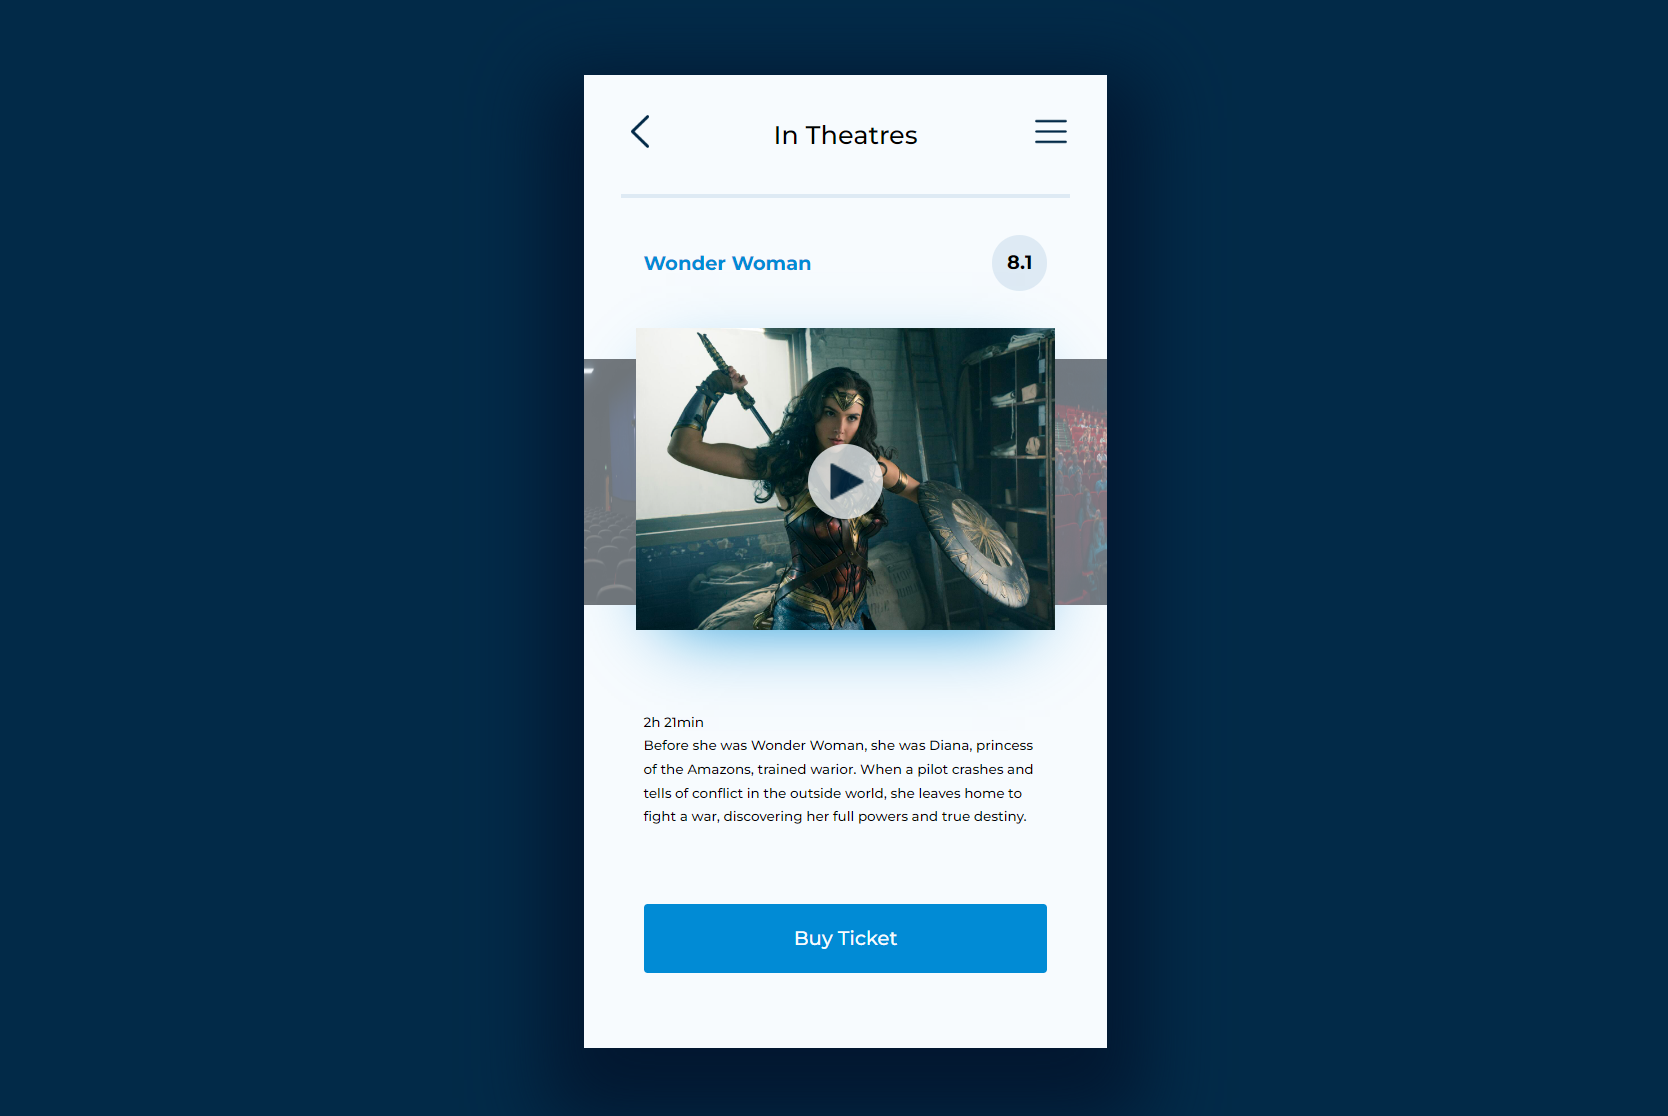 In Theatres
Wonder Woman
8.1
2h 21min
Before she was Wonder Woman, she was Diana, princess
of the Amazons, trained warior. When a pilot crashes and
tells of conflict in the outside world, she leaves home to
fight a war, discovering her full powers and true destiny.
Buy Ticket